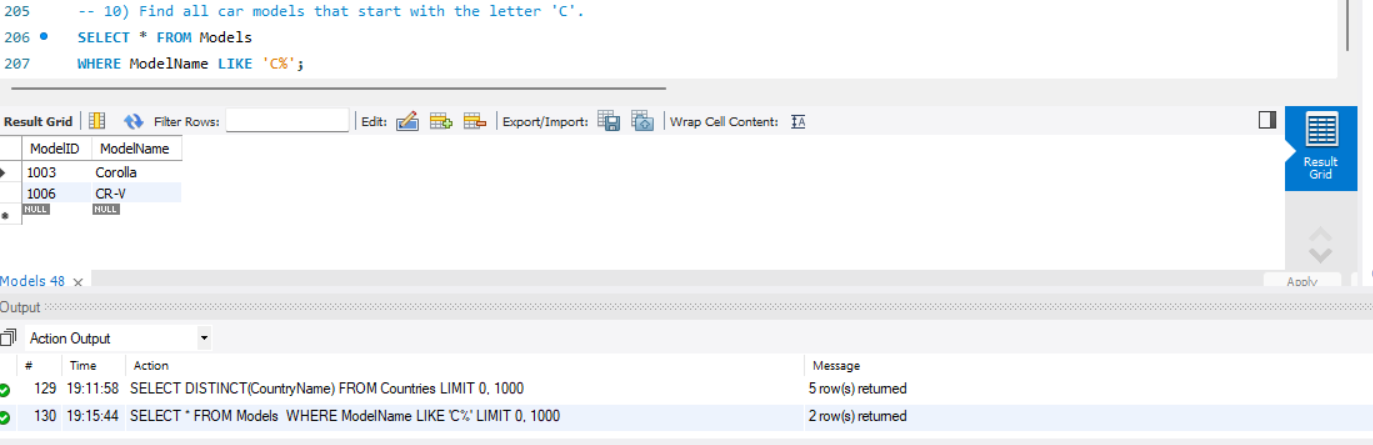 205 -- 10) Find all car models that start with the letter 'C'.
206 SELECT * FROM Models
207 WHERE ModelName LIKE 'C%';
Result Grid Filter Rows: Edit: Export/Import: Wrap Cell Content: IA
ModelID ModelName
1003 Corolla
1006 CR-V
NULL NULL
Result
Grid
Models 48 ×
Apply
Output
Action Output
# Time Action Message
129 19:11:58 SELECT DISTINCT(CountryName) FROM Countries LIMIT 0, 1000 5 row(s) returned
130 19:15:44 SELECT * FROM Models WHERE ModelName LIKE 'C%' LIMIT 0, 1000 2 row(s) returned